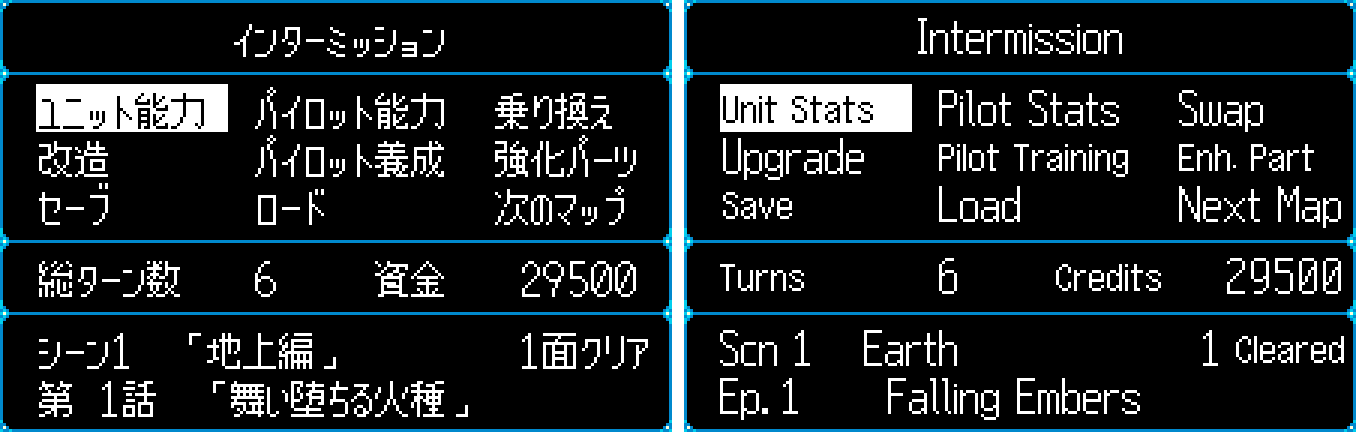 インターミッション
ユニット能力 パイロット能力 乗り換え
改造 パイロット養成 強化パーツ
セーブ ロード 次のマップ
総ターン数 6 資金 29500
シーン1 「地上編」 1面クリア
第 1話 「舞い堕ちる火種」
Intermission
Unit Stats Pilot Stats Swap
Upgrade Pilot Training Enh. Part
Save Load Next Map
Turns 6 Credits 29500
Scn 1 Earth 1 Cleared
Ep. 1 Falling Embers